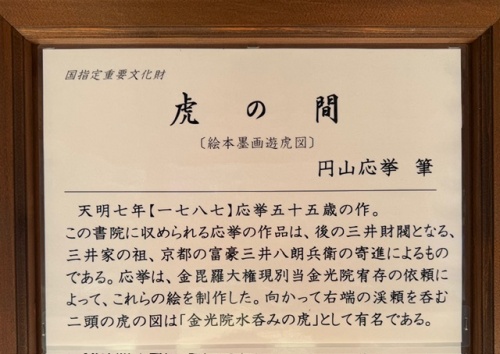 国指定重要文化財
虎の間
〔絵本墨画遊虎図〕
円山応挙 筆
天明七年【一七八七】応挙五十五歳の作。
この書院に収められる応挙の作品は、後の三井財閥となる、
三井家の祖、京都の富豪三井八朗兵衛の寄進によるもの
である。応挙は、金毘羅大権現別当金光院宥存の依頼に
よって、これらの絵を制作した。向かって右端の渓頼を呑む
二頭の虎の図は「金光院水呑みの虎」として有名である。